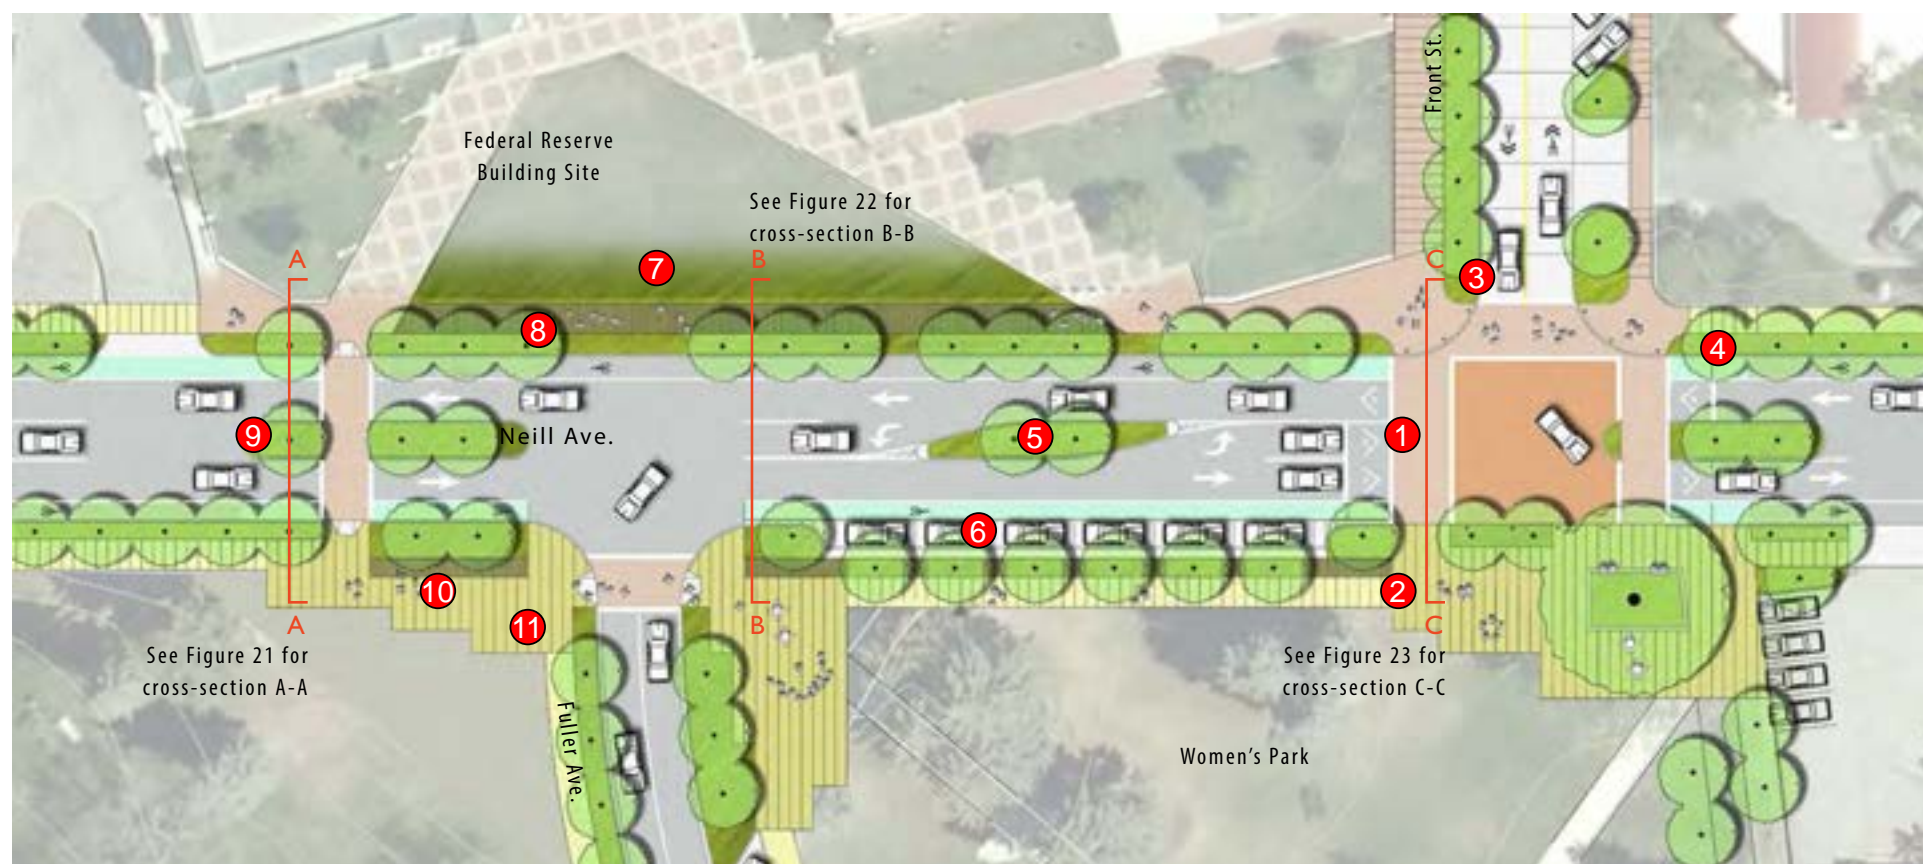 Front St.
Federal Reserve
Building Site
See Figure 22 for
cross-section B-B
A
B
C
7
3
8
4
9
Neill Ave.
5
1
6
10
2
11
A
B
C
See Figure 21 for
cross-section A-A
See Figure 23 for
cross-section C-C
Fuller Ave.
Women's Park